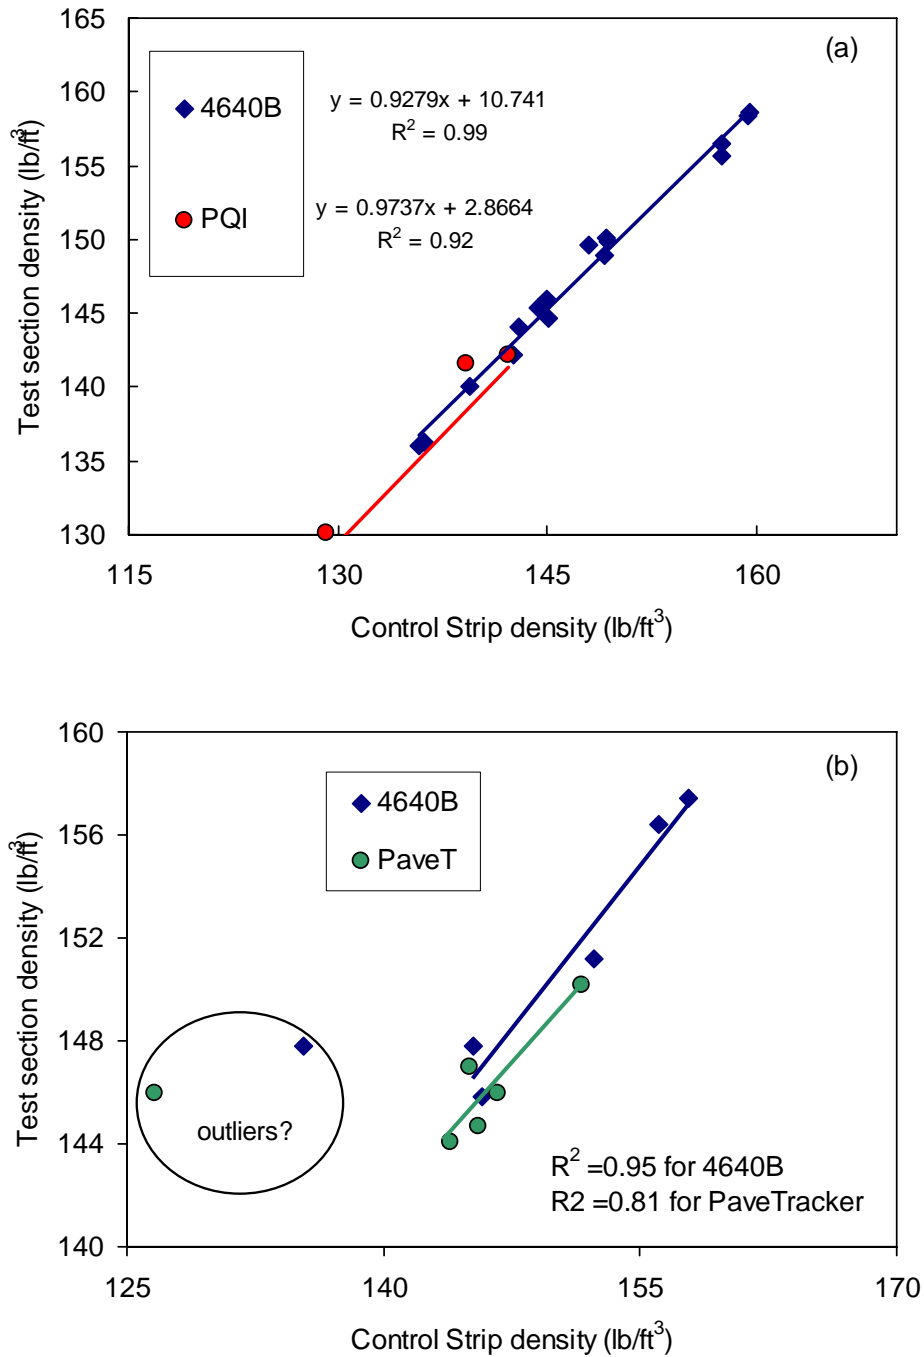 165
(a)
160
4640B
y = 0.9279x + 10.741
R² = 0.99
155
150
PQI
y = 0.9737x + 2.8664
R² = 0.92
145
140
135
130
Test section density (lb/ft³)
115 130 145 160
Control Strip density (lb/ft³)
160
(b)
4640B
156
PaveT
152
148
144
140
Test section density (lb/ft³)
outliers?
R² =0.95 for 4640B
R2 =0.81 for PaveTracker
125 140 155 170
Control Strip density (lb/ft³)